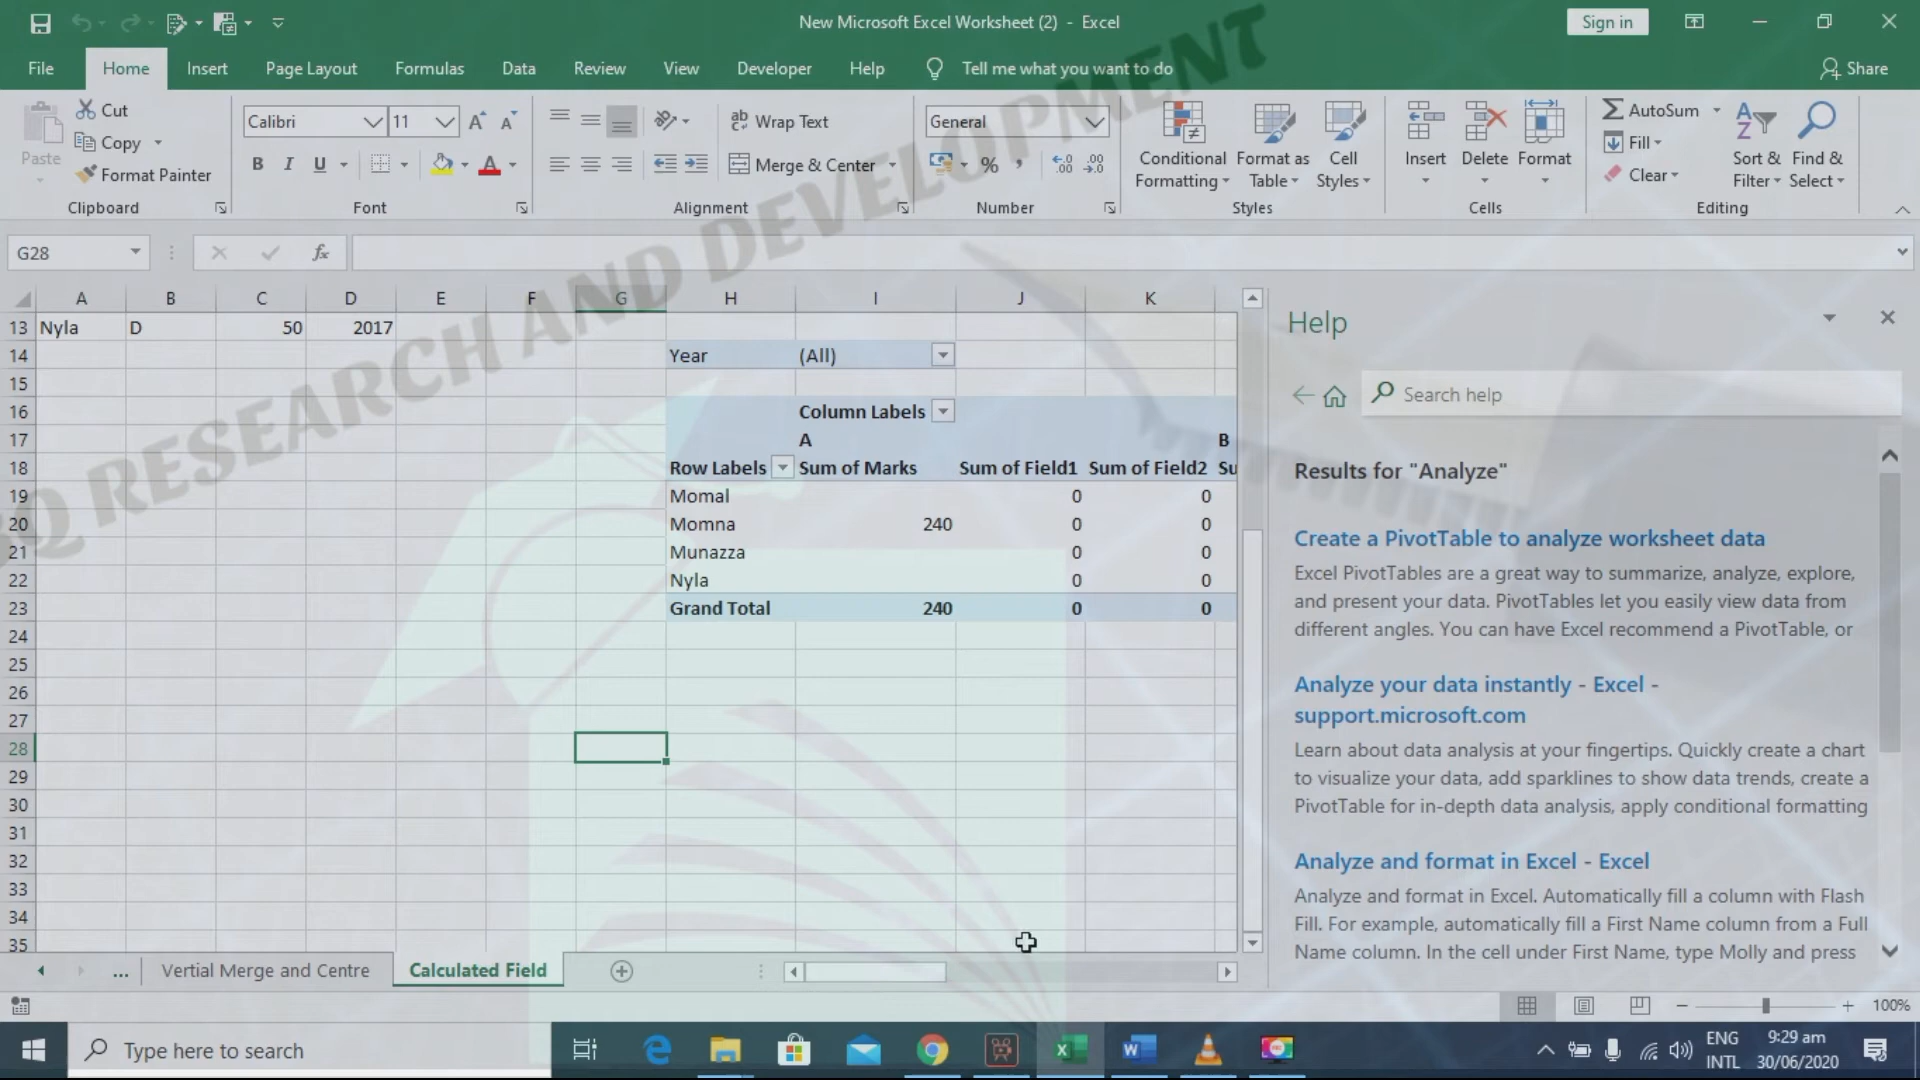 New Microsoft Excel Worksheet (2) - Excel
Sign in
File Home Insert Page Layout Formulas Data Review View Developer Help Tell me what you want to do Share
Paste
Cut
Copy
Format Painter
Clipboard
Calibri 11
B I U A
Font
Wrap Text
Merge & Center
Alignment
General
% ,
Number
Conditional Formatting
Format as Table
Cell Styles
Styles
Insert Delete Format
Cells
AutoSum
Fill
Clear
Sort & Filter
Find & Select
Editing
G28
fx
A B C D E F G H I J K
13 Nyla D 50 2017
14 Year (All)
15
16 Column Labels
17 A B
18 Row Labels Sum of Marks Sum of Field1 Sum of Field2 Su
19 Momal 0 0
20 Momna 240 0 0
21 Munazza 0 0
22 Nyla 0 0
23 Grand Total 240 0 0
24
25
26
27
28
29
30
31
32
33
34
35
SQ RESEARCH AND DEVELOPMENT
Help
Search help
Results for "Analyze"
Create a PivotTable to analyze worksheet data
Excel PivotTables are a great way to summarize, analyze, explore,
and present your data. PivotTables let you easily view data from
different angles. You can have Excel recommend a PivotTable, or
Analyze your data instantly - Excel -
support.microsoft.com
Learn about data analysis at your fingertips. Quickly create a chart
to visualize your data, add sparklines to show data trends, create a
PivotTable for in-depth data analysis, apply conditional formatting
Analyze and format in Excel - Excel
Analyze and format in Excel. Automatically fill a column with Flash
Fill. For example, automatically fill a First Name column from a Full
Name column. In the cell under First Name, type Molly and press
... Vertial Merge and Centre Calculated Field
100%
Type here to search
ENG
INTL
9:29 am
30/06/2020